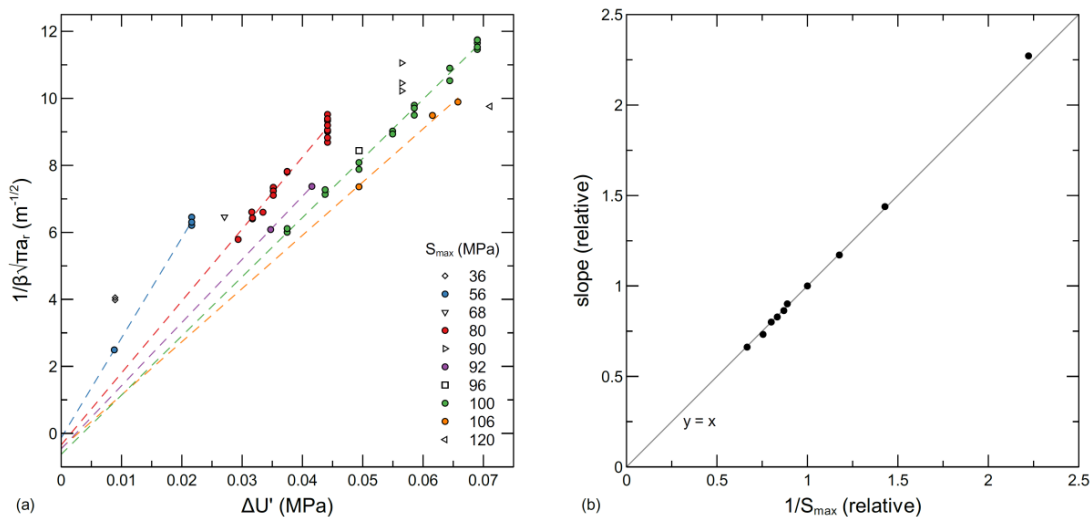 12
10
8
6
4
2
0
1/β√πaᵣ (m⁻¹/²)
0 0.01 0.02 0.03 0.04 0.05 0.06 0.07
ΔU' (MPa)
(a)
Sₘₐₓ (MPa)
36
56
68
80
90
92
96
100
106
120
2.5
2
1.5
1
0.5
0
slope (relative)
y = x
0 0.5 1 1.5 2 2.5
1/Sₘₐₓ (relative)
(b)